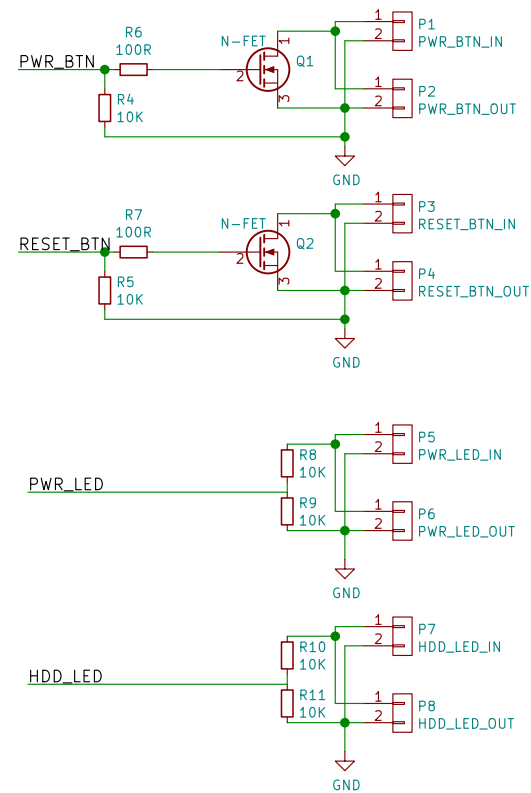 R6
100R
N-FET
1
P1
1
2
PWR_BTN_IN
PWR_BTN
Q1
2
3
R4
10K
1
2
P2
PWR_BTN_OUT
GND
R7
100R
N-FET
1
P3
1
2
RESET_BTN_IN
RESET_BTN
Q2
2
3
R5
10K
1
2
P4
RESET_BTN_OUT
GND
1
2
P5
PWR_LED_IN
R8
10K
PWR_LED
R9
10K
1
2
P6
PWR_LED_OUT
GND
1
2
P7
HDD_LED_IN
R10
10K
HDD_LED
R11
10K
1
2
P8
HDD_LED_OUT
GND